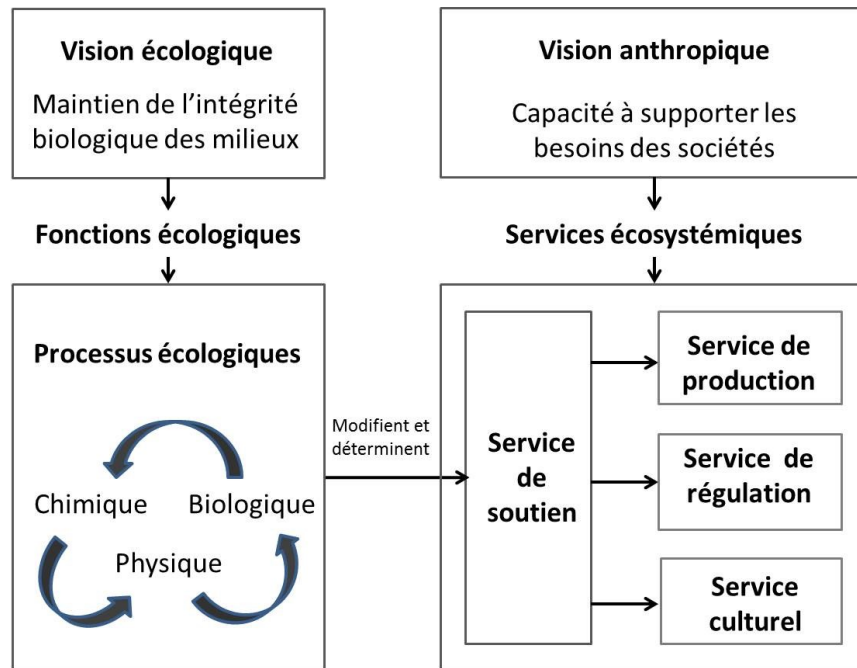 Vision écologique
Maintien de l’intégrité
biologique des milieux
Vision anthropique
Capacité à supporter les
besoins des sociétés
Fonctions écologiques
Services écosystémiques
Processus écologiques
Chimique
Biologique
Physique
Modifient et
déterminent
Service
de
soutien
Service de
production
Service de
régulation
Service
culturel